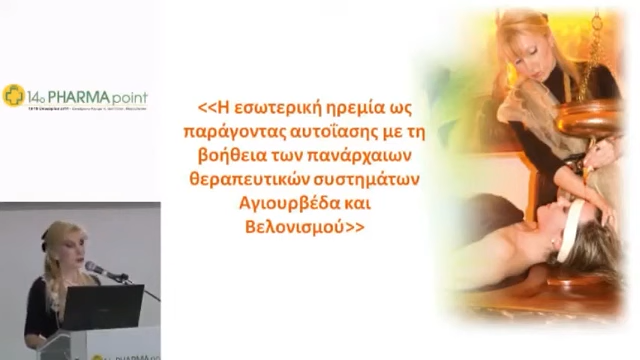 14ο PHARMA point
<<Η εσωτερική ηρεμία ως
παράγοντας αυτοΐασης με τη
βοήθεια των πανάρχαιων
θεραπευτικών συστημάτων
Αγιουρβέδα και
Βελονισμού>>